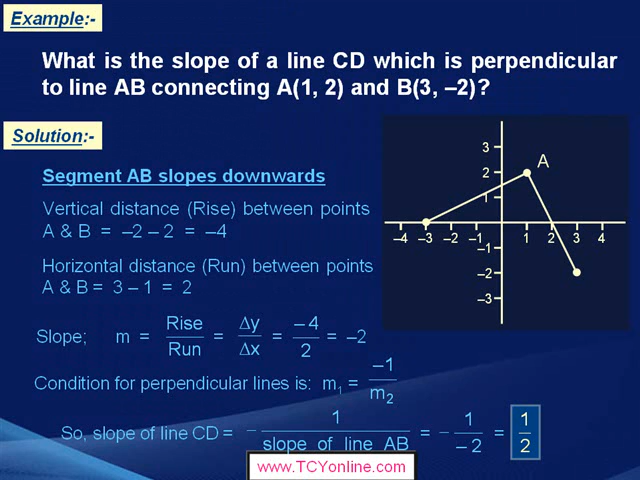 Example:-
What is the slope of a line CD which is perpendicular
to line AB connecting A(1, 2) and B(3, –2)?
Solution:-
Segment AB slopes downwards
Vertical distance (Rise) between points
A & B = –2 – 2 = –4
Horizontal distance (Run) between points
A & B = 3 – 1 = 2
Slope; m = Rise/Run = Δy/Δx = –4/2 = –2
Condition for perpendicular lines is: m₁ = –1/m₂
So, slope of line CD = – 1/slope of line AB = – 1/–2 = 1/2
3
2
1
–4 –3 –2 –1 1 2 3 4
–1
–2
–3
A
www.TCYonline.com